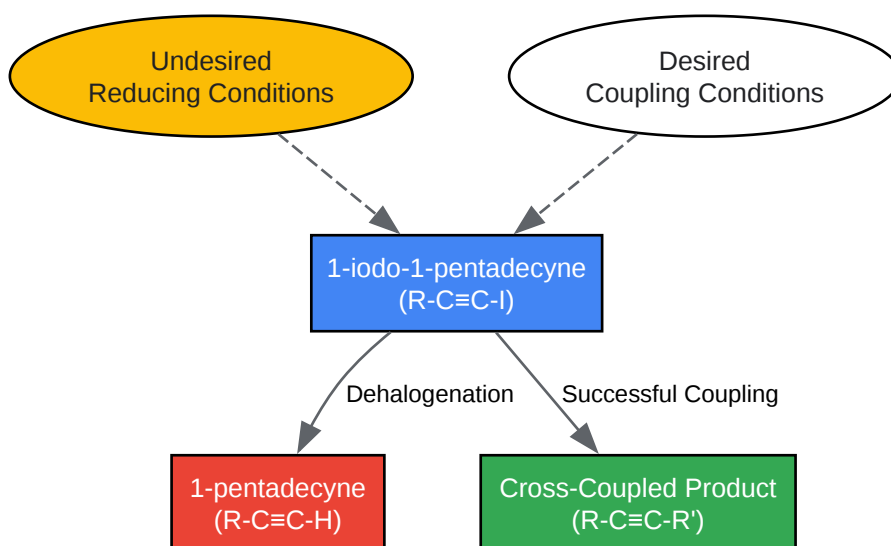 Undesired
Reducing Conditions
Desired
Coupling Conditions
1-iodo-1-pentadecyne
(R-C≡C-I)
Dehalogenation
Successful Coupling
1-pentadecyne
(R-C≡C-H)
Cross-Coupled Product
(R-C≡C-R')